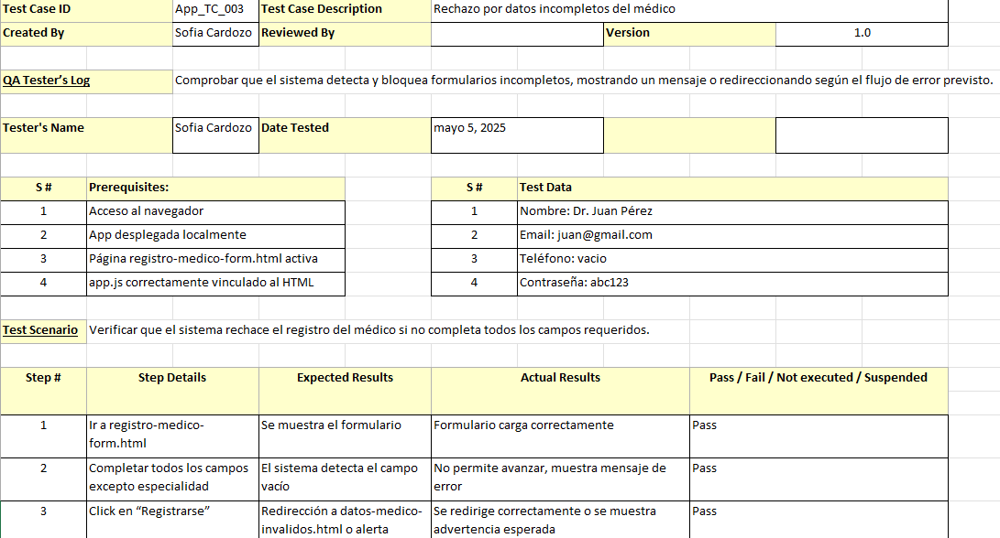 Test Case ID App_TC_003 Test Case Description Rechazo por datos incompletos del médico
Created By Sofia Cardozo Reviewed By Version 1.0
QA Tester's Log Comprobar que el sistema detecta y bloquea formularios incompletos, mostrando un mensaje o redireccionando según el flujo de error previsto.
Tester's Name Sofia Cardozo Date Tested mayo 5, 2025
S # Prerequisites: S # Test Data
1 Acceso al navegador 1 Nombre: Dr. Juan Pérez
2 App desplegada localmente 2 Email: juan@gmail.com
3 Página registro-medico-form.html activa 3 Teléfono: vacio
4 app.js correctamente vinculado al HTML 4 Contraseña: abc123
Test Scenario Verificar que el sistema rechace el registro del médico si no completa todos los campos requeridos.
Step # Step Details Expected Results Actual Results Pass / Fail / Not executed / Suspended
1 Ir a registro-medico- Se muestra el formulario Formulario carga correctamente Pass
form.html
2 Completar todos los campos El sistema detecta el campo No permite avanzar, muestra mensaje de Pass
excepto especialidad vacío error
3 Click en “Registrarse” Redirección a datos-medico- Se redirige correctamente o se muestra Pass
invalidos.html o alerta advertencia esperada